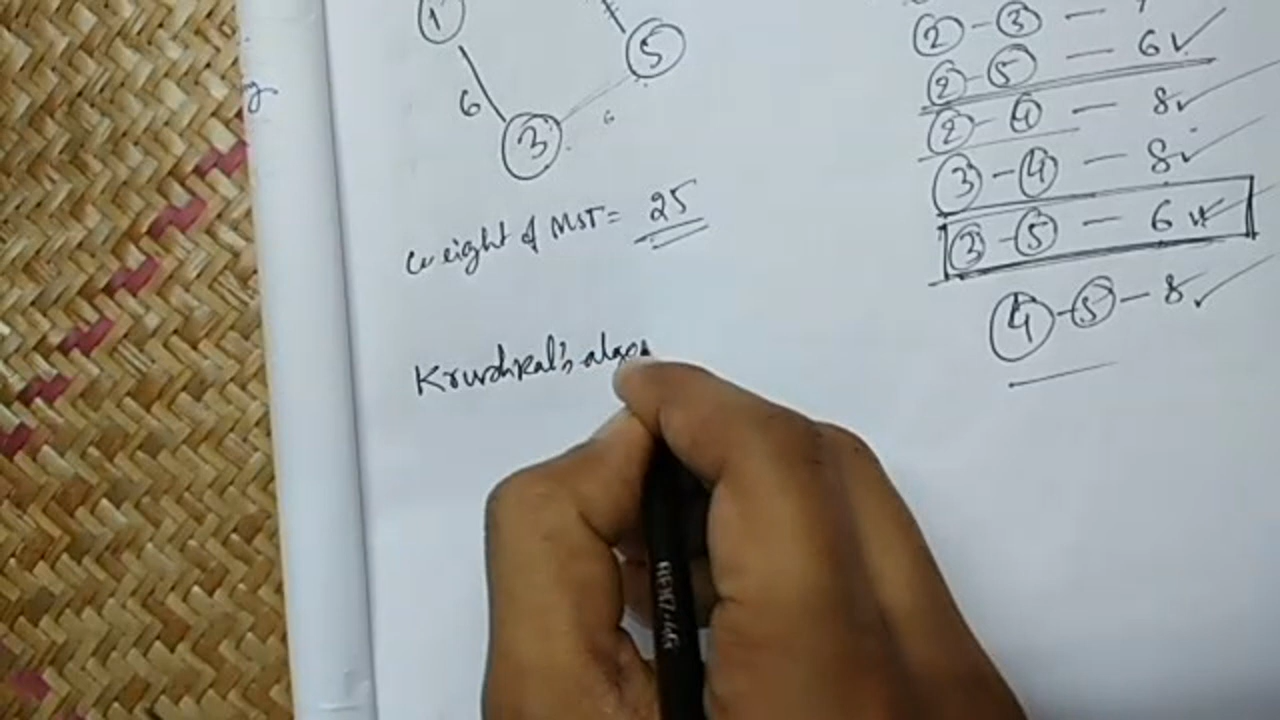 1
5
6
3
6
weight of MST = 25
Krushkal's algo
2 - 3 -
2 - 5 - 6 ✓
2 - 4 - 8 ✓
3 - 4 - 8 ✓
3 - 5 - 6
4 - 5 - 8 ✓